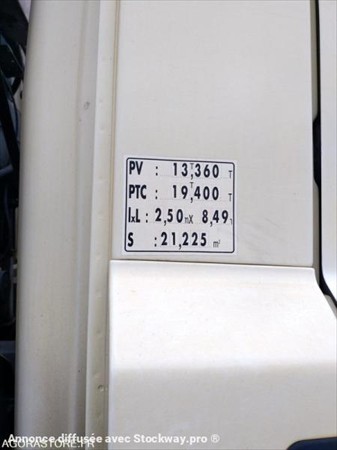 PV : 13,360 T
PTC : 19,400 T
IxL : 2,50 m X 8,49
S : 21,225 m²
AGORASTORE.FR
Annonce diffusée avec Stockway.pro ®